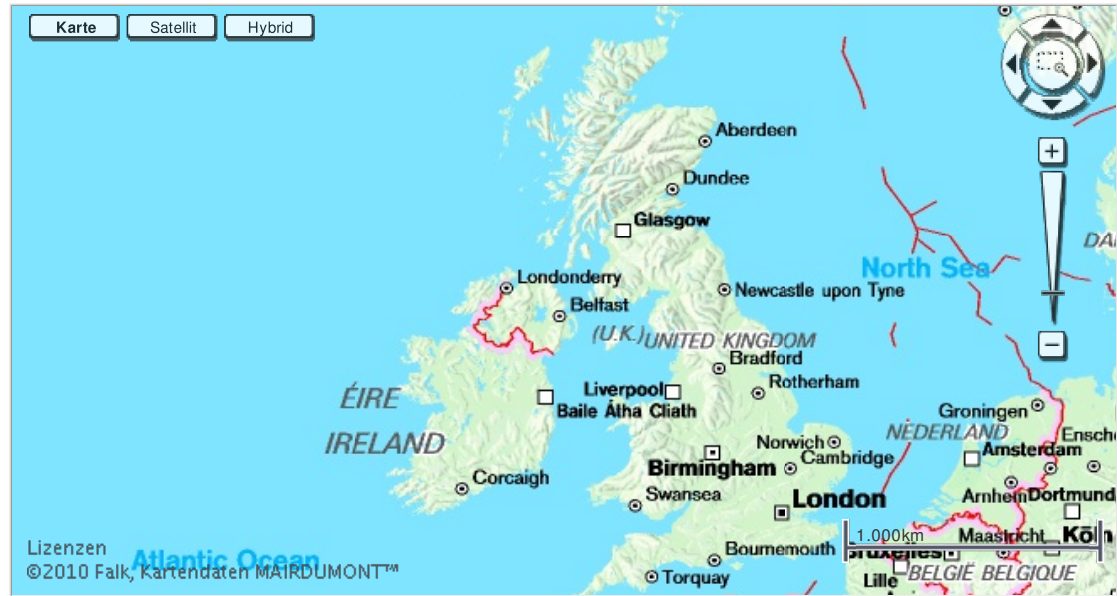 Karte
Satellit
Hybrid
Aberdeen
Dundee
Glasgow
Londonderry
North Sea
Newcastle upon Tyne
Belfast
(U.K.)
UNITED KINGDOM
Bradford
Rotherham
Liverpool
Baile Átha Cliath
ÉIRE
IRELAND
Groningen
NEDERLAND
Norwich
Amsterdam
Cambridge
Birmingham
Corcaigh
Swansea
London
Arnhem
Dortmund
1.000km
Maastricht
Köln
Bruxelles
Bournemouth
Torquay
Lille
BELGIË BELGIQUE
Lizenzen
Atlantic Ocean
©2010 Falk, Kartendaten MAIRDUMONT™